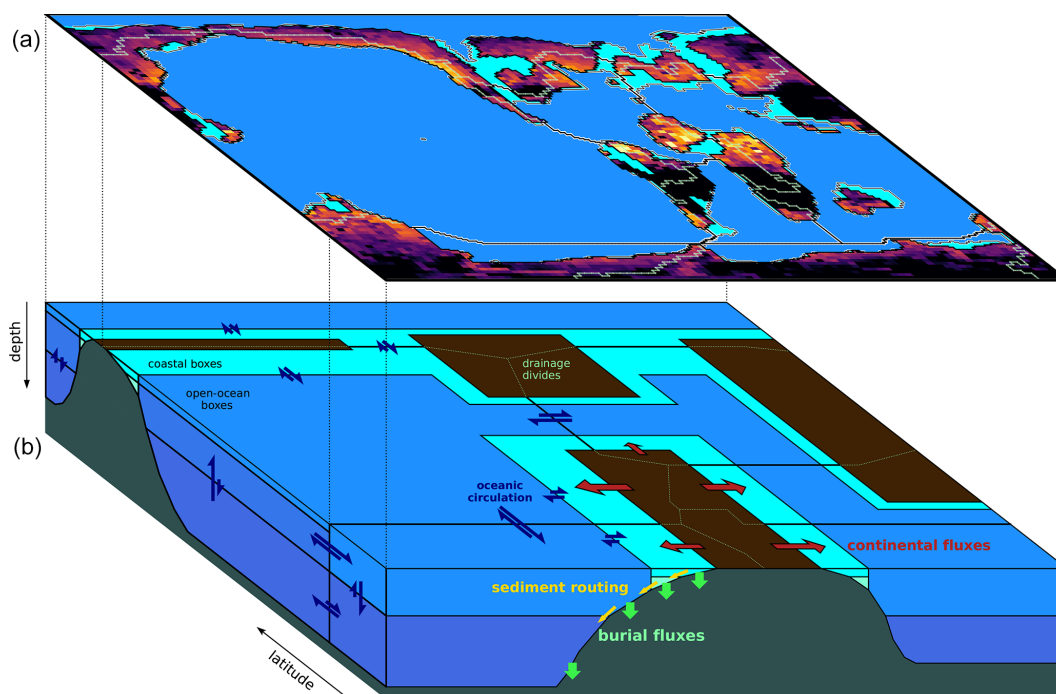 (a)
depth
coastal boxes
drainage
divides
open-ocean
boxes
(b)
oceanic
circulation
continental fluxes
sediment routing
burial fluxes
latitude